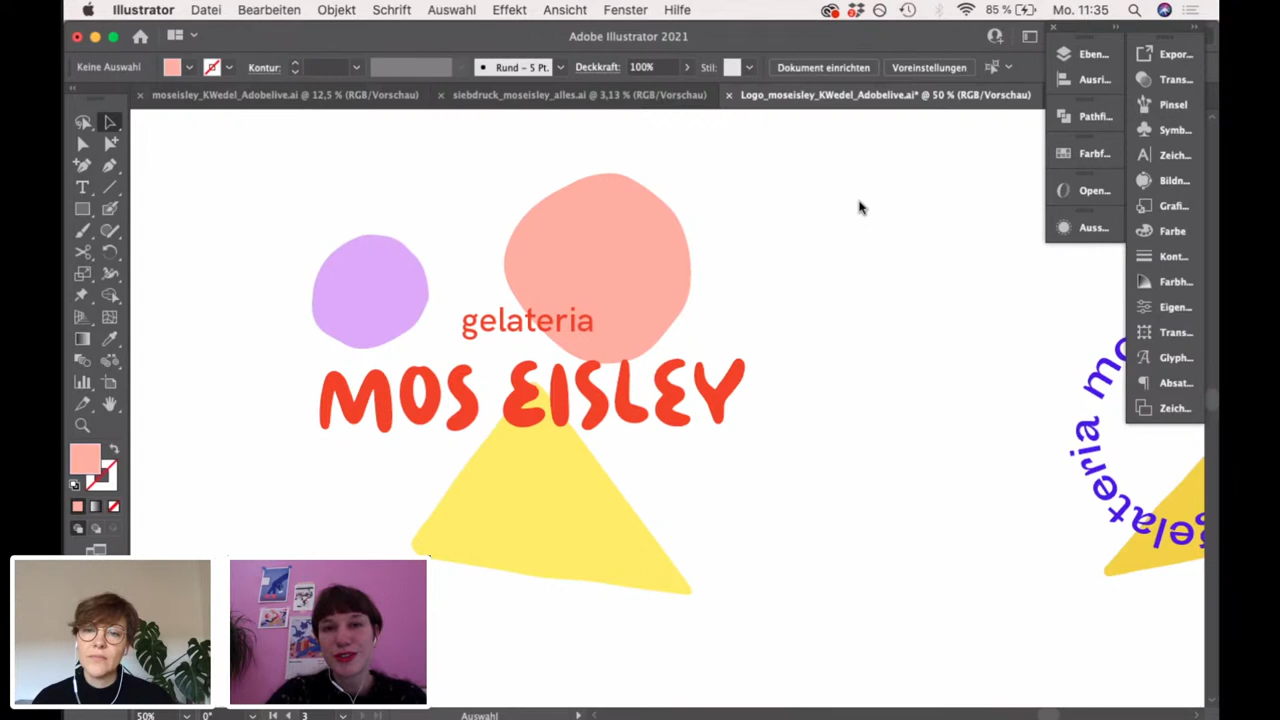 Illustrator Datei Bearbeiten Objekt Schrift Auswahl Effekt Ansicht Fenster Hilfe 85 % Mo. 11:35
Adobe Illustrator 2021
Keine Auswahl Kontur: Rund – 5 Pt. Deckkraft: 100% Stil: Dokument einrichten Voreinstellungen
moseisley_KWedel_Adobelive.ai @ 12,5 % (RGB/Vorschau) siebdruck_moseisley_alles.ai @ 3,13 % (RGB/Vorschau) Logo_moseisley_KWedel_Adobelive.ai* @ 50 % (RGB/Vorschau)
Eben...
Ausri...
Pathfi...
Farbf...
Open...
Auss...
Expor...
Trans...
Pinsel
Symb...
Zeich...
Bildn...
Grafi...
Farbe
Kont...
Farbh...
Eigen...
Trans...
Glyph...
Absat...
Zeich...
gelateria
MOS EISLEY
gelateria mo
50% 0° 3 Auswahl